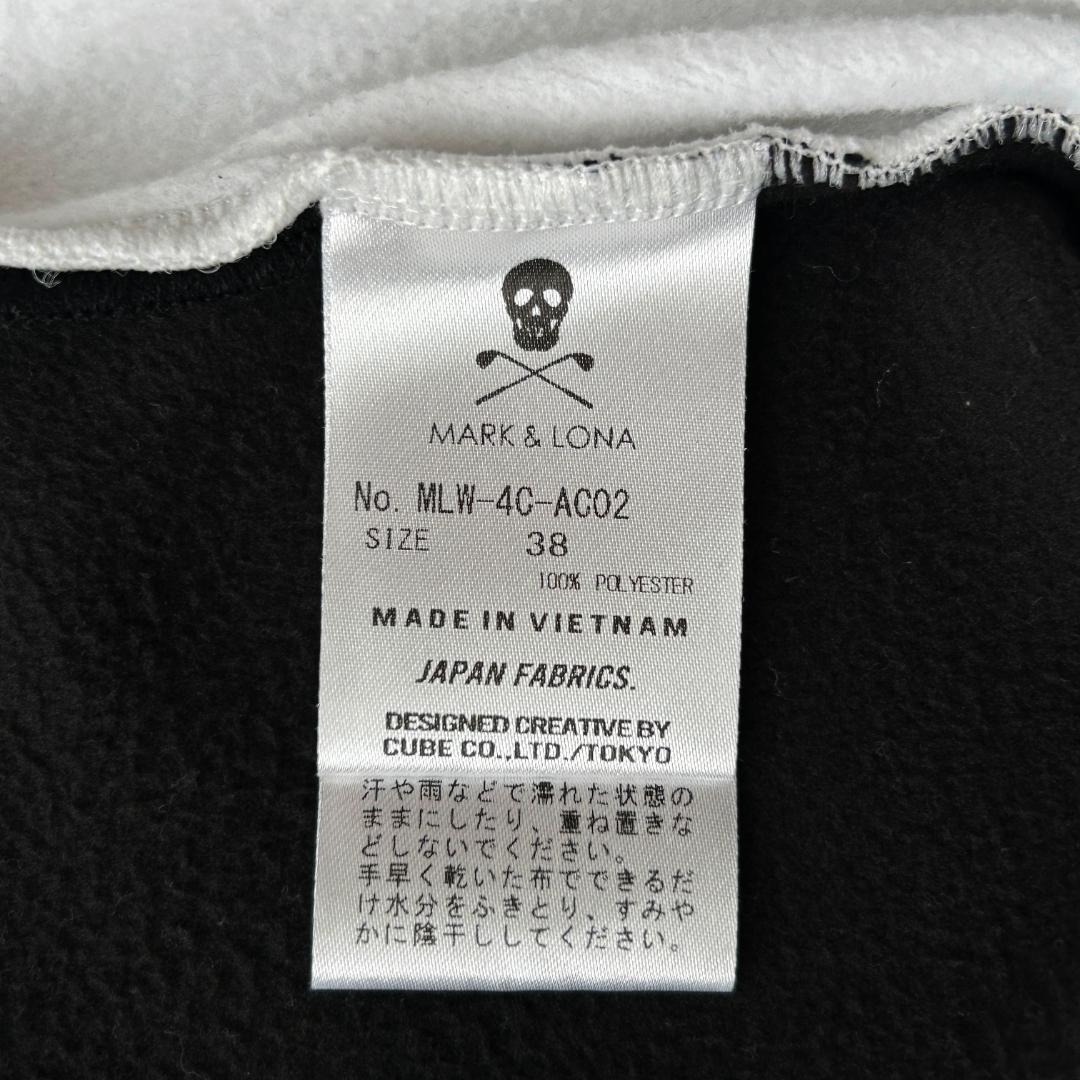 MARK & LONA
No. MLW-4C-AC02
SIZE 38
100% POLYESTER
MADE IN VIETNAM
JAPAN FABRICS.
DESIGNED CREATIVE BY
CUBE CO.,LTD./TOKYO
汗や雨などで濡れた状態の
ままにしたり、重ね置きな
どしないでください。
手早く乾いた布でできるだ
け水分をふきとり、すみや
かに陰干ししてください。